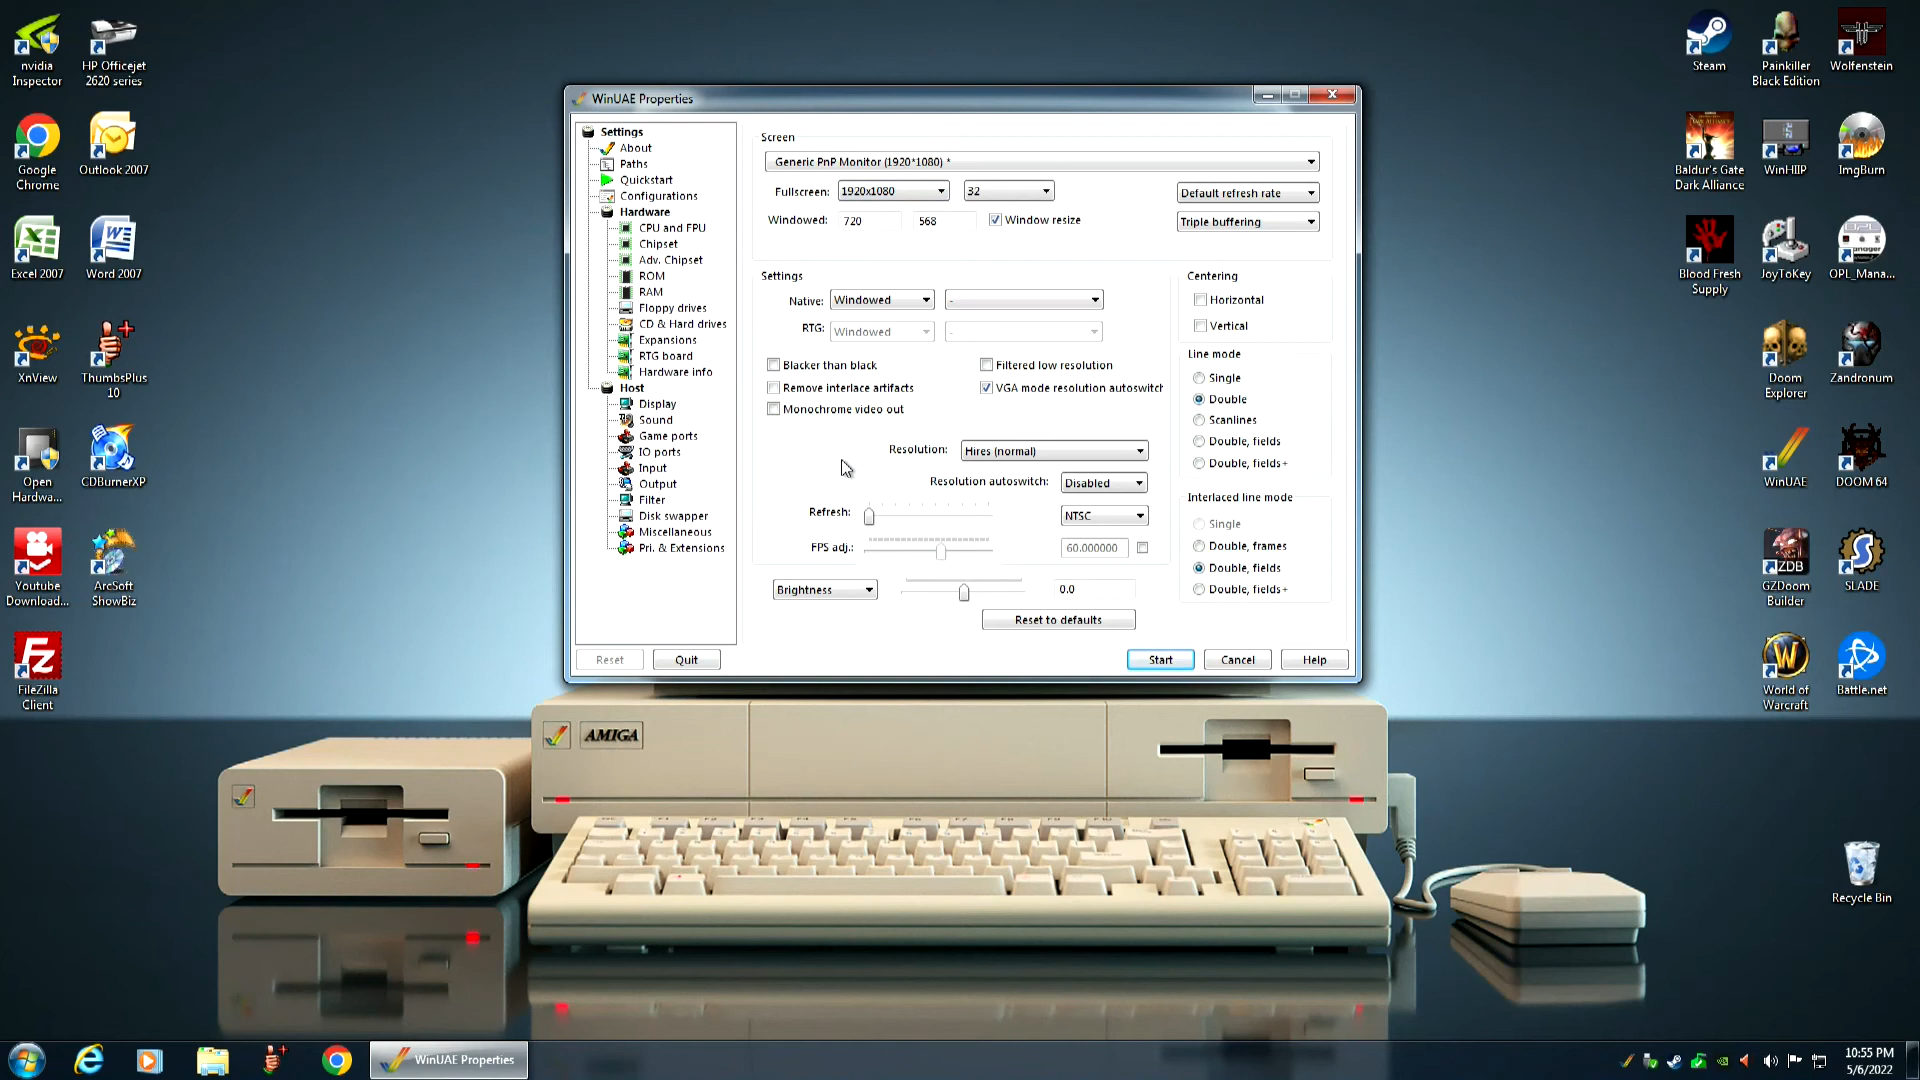 nvidia
Inspector
HP Officejet
2620 series
Google
Chrome
Outlook 2007
Excel 2007
Word 2007
XnView
ThumbsPlus
10
Open
Hardwa...
CDBurnerXP
Youtube
Download...
ArcSoft
ShowBiz
FileZilla
Client
WinUAE Properties
Settings
About
Paths
Quickstart
Configurations
Hardware
CPU and FPU
Chipset
Adv. Chipset
ROM
RAM
Floppy drives
CD & Hard drives
Expansions
RTG board
Hardware info
Host
Display
Sound
Game ports
IO ports
Input
Output
Filter
Disk swapper
Miscellaneous
Pri. & Extensions
Reset
Quit
Screen
Generic PnP Monitor (1920*1080) *
Fullscreen: 1920x1080 32 Default refresh rate
Windowed: 720 568 Window resize Triple buffering
Settings
Native: Windowed -
RTG: Windowed -
Blacker than black Filtered low resolution
Remove interlace artifacts VGA mode resolution autoswitch
Monochrome video out
Resolution: Hires (normal)
Resolution autoswitch: Disabled
Refresh: NTSC
FPS adj.: 60.000000
Brightness 0.0
Reset to defaults
Centering
Horizontal
Vertical
Line mode
Single
Double
Scanlines
Double, fields
Double, fields+
Interlaced line mode
Single
Double, frames
Double, fields
Double, fields+
Start Cancel Help
AMIGA
Steam
Painkiller
Black Edition
Wolfenstein
Baldur's Gate
Dark Alliance
WinHIIP
ImgBurn
Blood Fresh
Supply
JoyToKey
OPL_Mana...
Doom
Explorer
Zandronum
WinUAE
DOOM 64
ZDB
GZDoom
Builder
SLADE
World of
Warcraft
Battle.net
Recycle Bin
WinUAE Properties
10:55 PM
5/6/2022